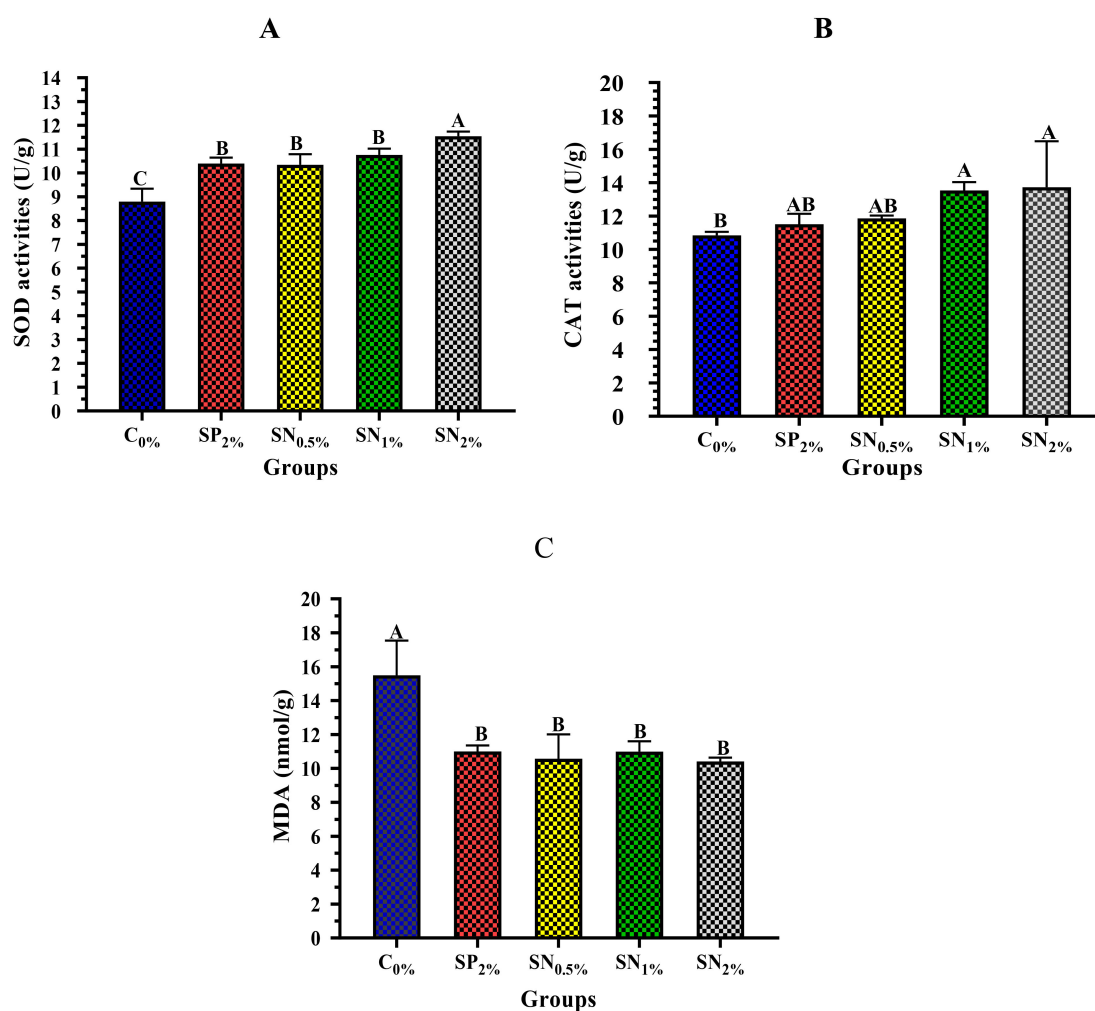 A
SOD activities (U/g)
14
13
12
11
10
9
8
7
6
5
4
3
2
1
0
C
B
B
B
A
C0% SP2% SN0.5% SN1% SN2%
Groups
B
CAT activities (U/g)
20
18
16
14
12
10
8
6
4
2
0
B
AB
AB
A
A
C0% SP2% SN0.5% SN1% SN2%
Groups
C
MDA (nmol/g)
20
18
16
14
12
10
8
6
4
2
0
A
B
B
B
B
C0% SP2% SN0.5% SN1% SN2%
Groups